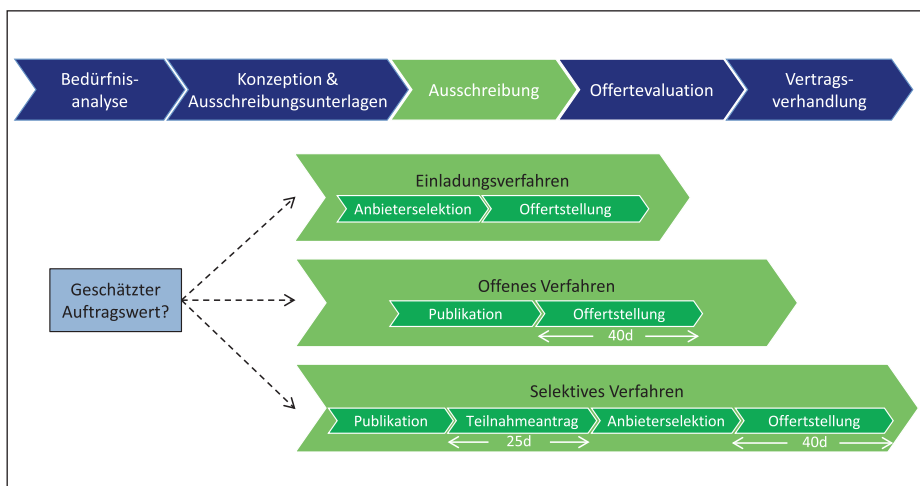 Bedürfnis-
analyse
Konzeption &
Ausschreibungsunterlagen
Ausschreibung
Offertevaluation
Vertrags-
verhandlung
Einladungsverfahren
Anbieterselektion
Offertstellung
Geschätzter
Auftragswert?
Offenes Verfahren
Publikation
Offertstellung
40d
Selektives Verfahren
Publikation
Teilnahmeantrag
Anbieterselektion
Offertstellung
25d
40d